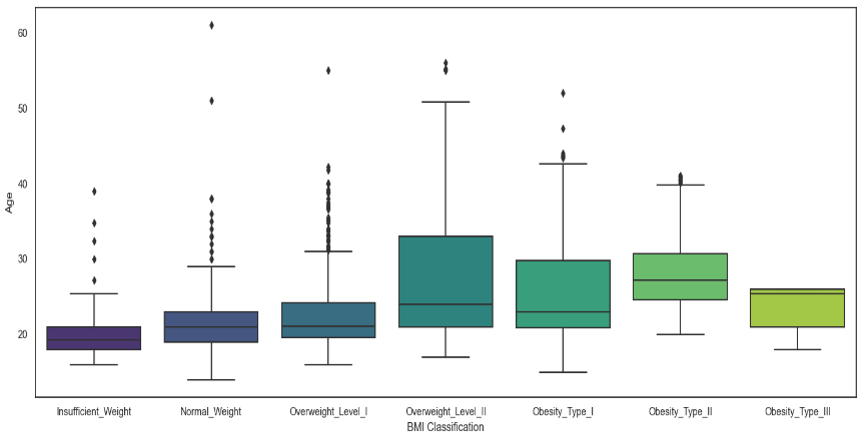 60
50
40
30
20
Age
Insufficient_Weight Normal_Weight Overweight_Level_I Overweight_Level_II Obesity_Type_I Obesity_Type_II Obesity_Type_III
BMI Classification